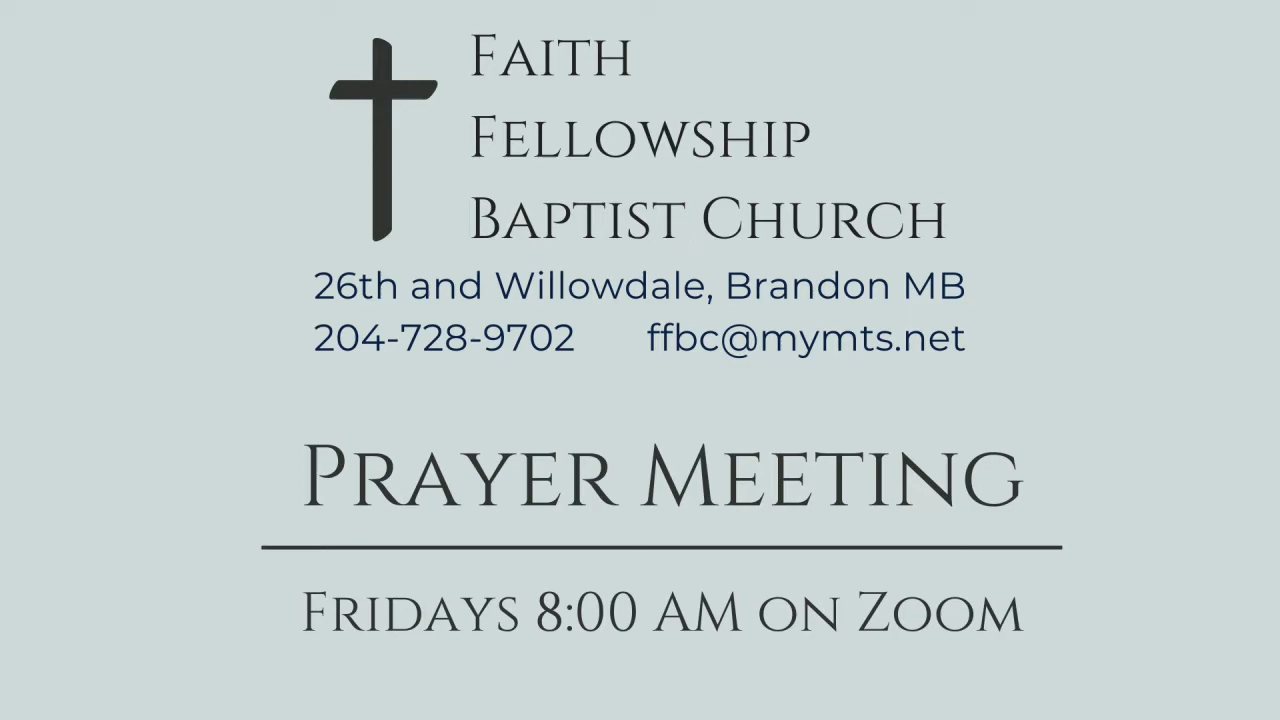 Faith
Fellowship
Baptist Church
26th and Willowdale, Brandon MB
204-728-9702 ffbc@mymts.net
Prayer Meeting
Fridays 8:00 AM on Zoom